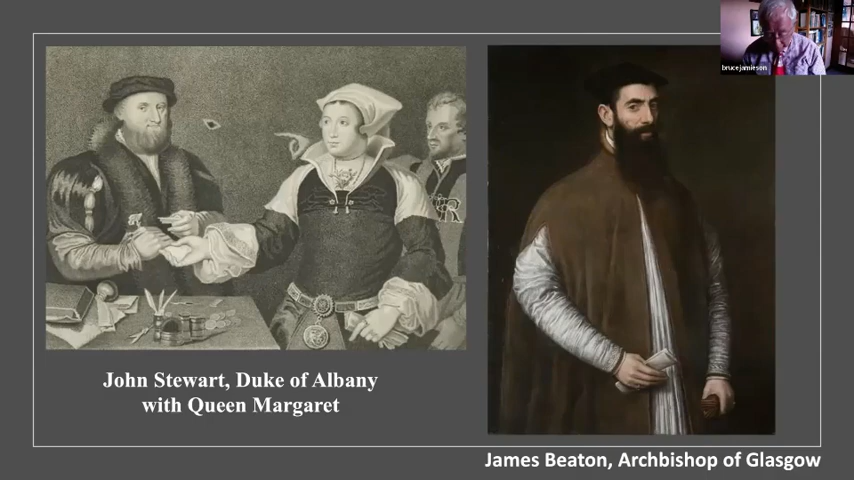 brucejamieson
John Stewart, Duke of Albany
with Queen Margaret
James Beaton, Archbishop of Glasgow